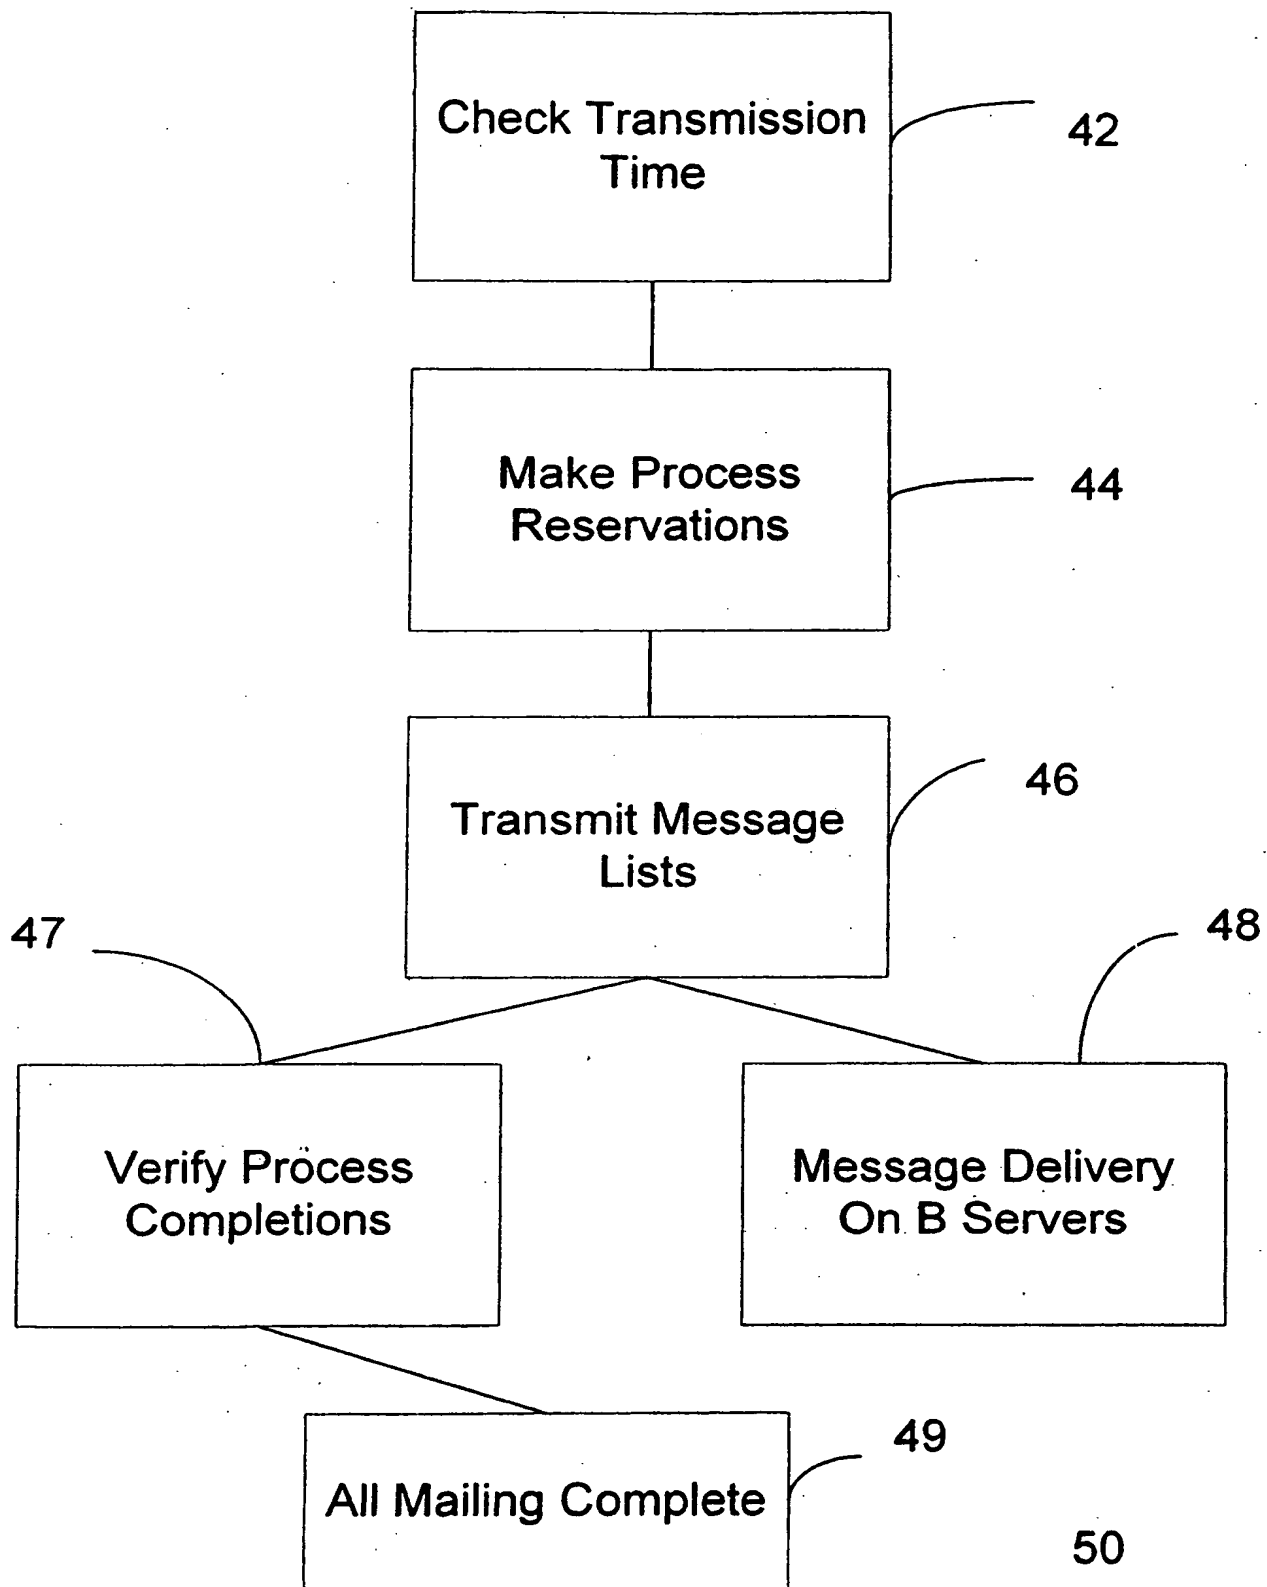 Check Transmission
Time
42
Make Process
Reservations
44
Transmit Message
Lists
46
47
48
Verify Process
Completions
Message Delivery
On B Servers
49
All Mailing Complete
50